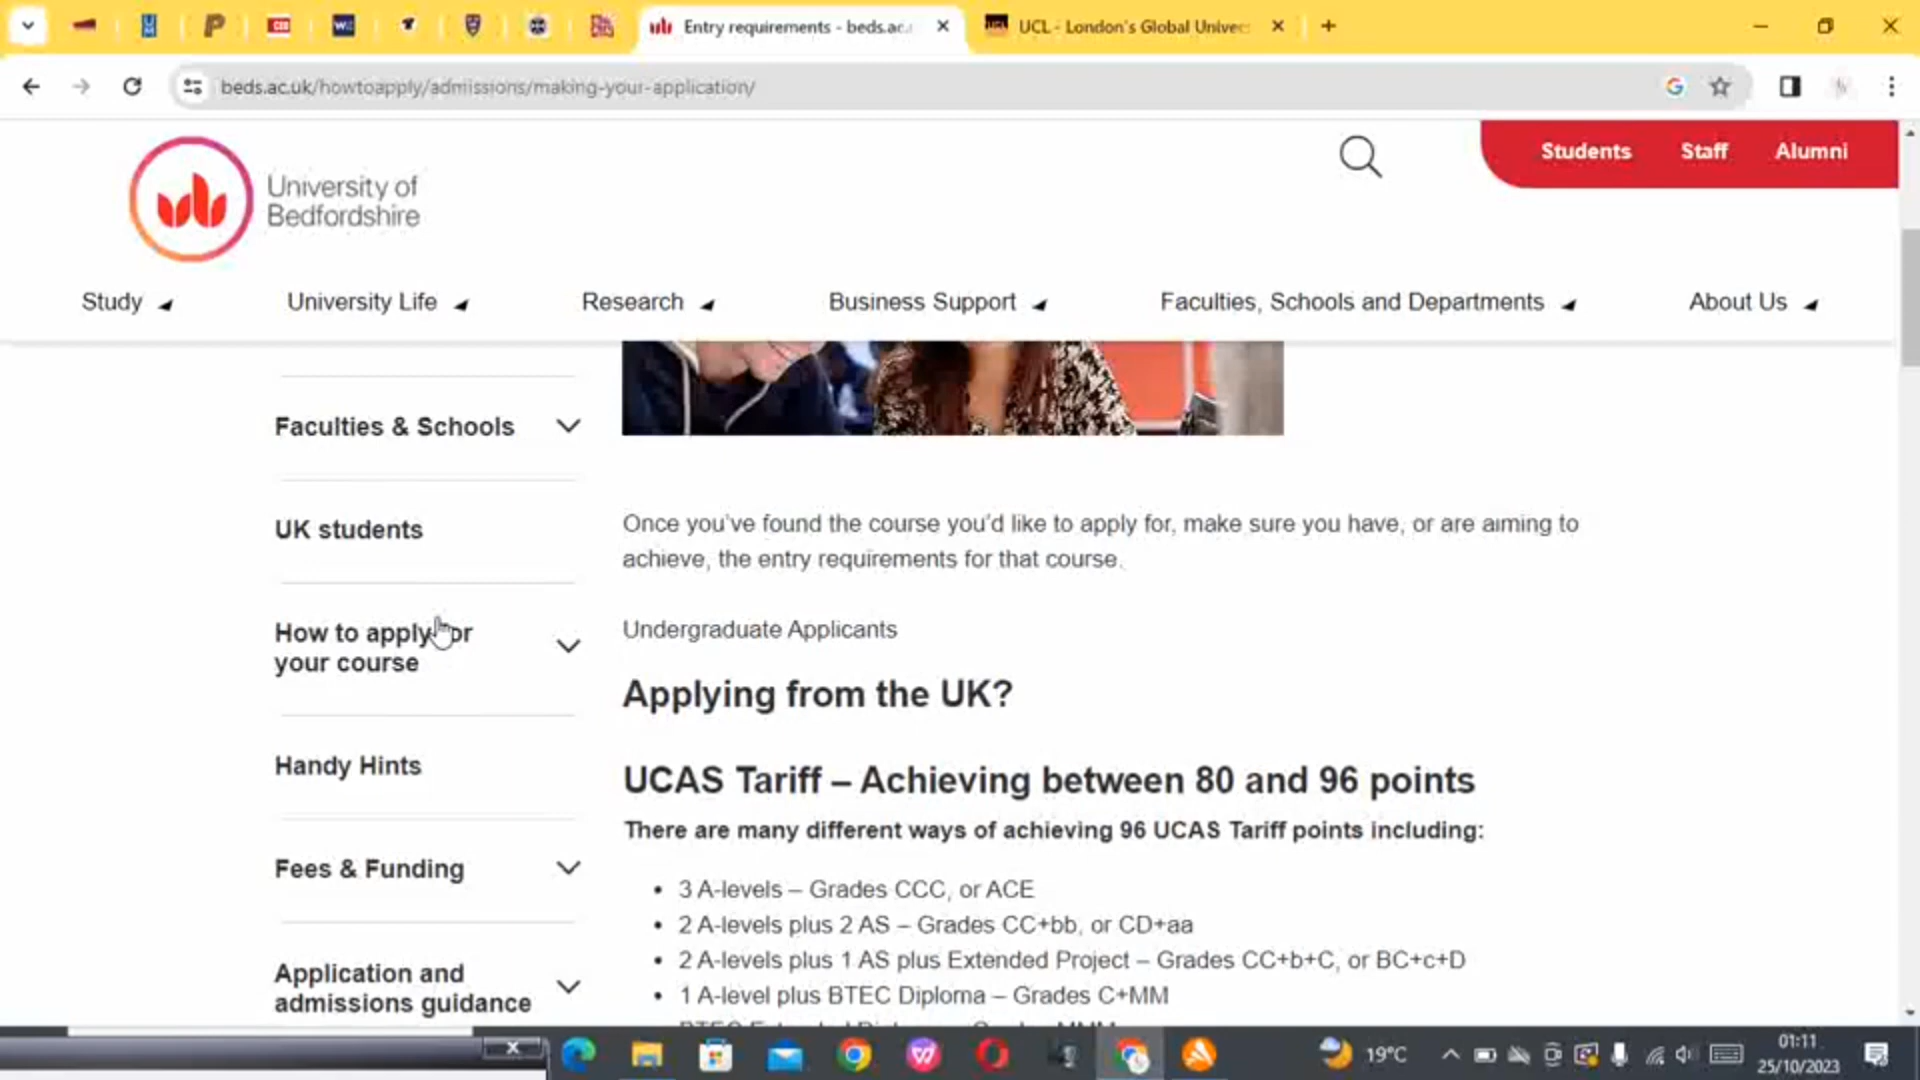 Entry requirements - beds.ac.
UCL - London's Global Univer
beds.ac.uk/howtoapply/admissions/making-your-application/
University of
Bedfordshire
Students Staff Alumni
Study University Life Research Business Support Faculties, Schools and Departments About Us
Faculties & Schools
UK students
How to apply or
your course
Handy Hints
Fees & Funding
Application and
admissions guidance
Once you've found the course you'd like to apply for, make sure you have, or are aiming to
achieve, the entry requirements for that course.
Undergraduate Applicants
Applying from the UK?
UCAS Tariff – Achieving between 80 and 96 points
There are many different ways of achieving 96 UCAS Tariff points including:
• 3 A-levels – Grades CCC, or ACE
• 2 A-levels plus 2 AS – Grades CC+bb, or CD+aa
• 2 A-levels plus 1 AS plus Extended Project – Grades CC+b+C, or BC+c+D
• 1 A-level plus BTEC Diploma – Grades C+MM
19°C
01:11
25/10/2023